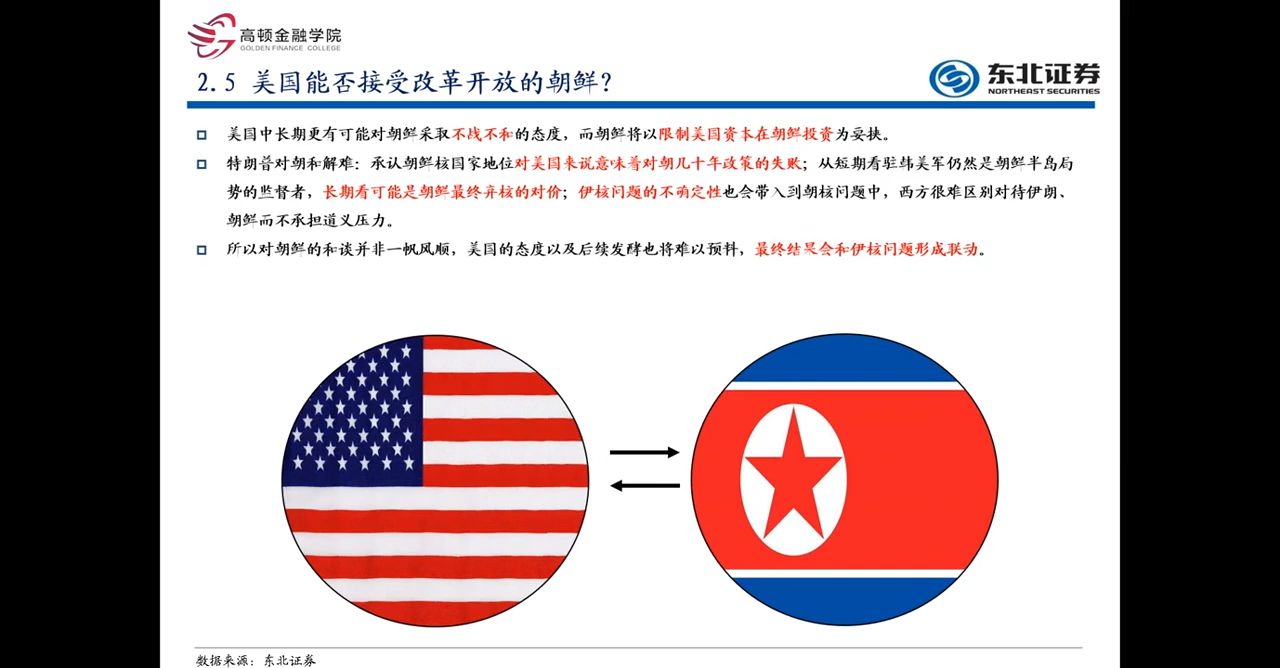 高顿金融学院
GOLDEN FINANCE COLLEGE
2.5 美国能否接受改革开放的朝鲜?
东北证券
NORTHEAST SECURITIES
美国中长期更有可能对朝鲜采取不战不和的态度，而朝鲜将以限制美国资本在朝鲜投资为妥挟。
特朗普对朝和解难：承认朝鲜核国家地位对美国来说意味着对朝几十年政策的失败；从短期看驻韩美军仍然是朝鲜半岛局
势的监督者，长期看可能是朝鲜最终弃核的对价；伊核问题的不确定性也会带入到朝核问题中，西方很难区别对待伊朗、
朝鲜而不承担道义压力。
所以对朝鲜的和谈并非一帆风顺，美国的态度以及后续发酵也将难以预料，最终结果会和伊核问题形成联动。
数据来源：东北证券